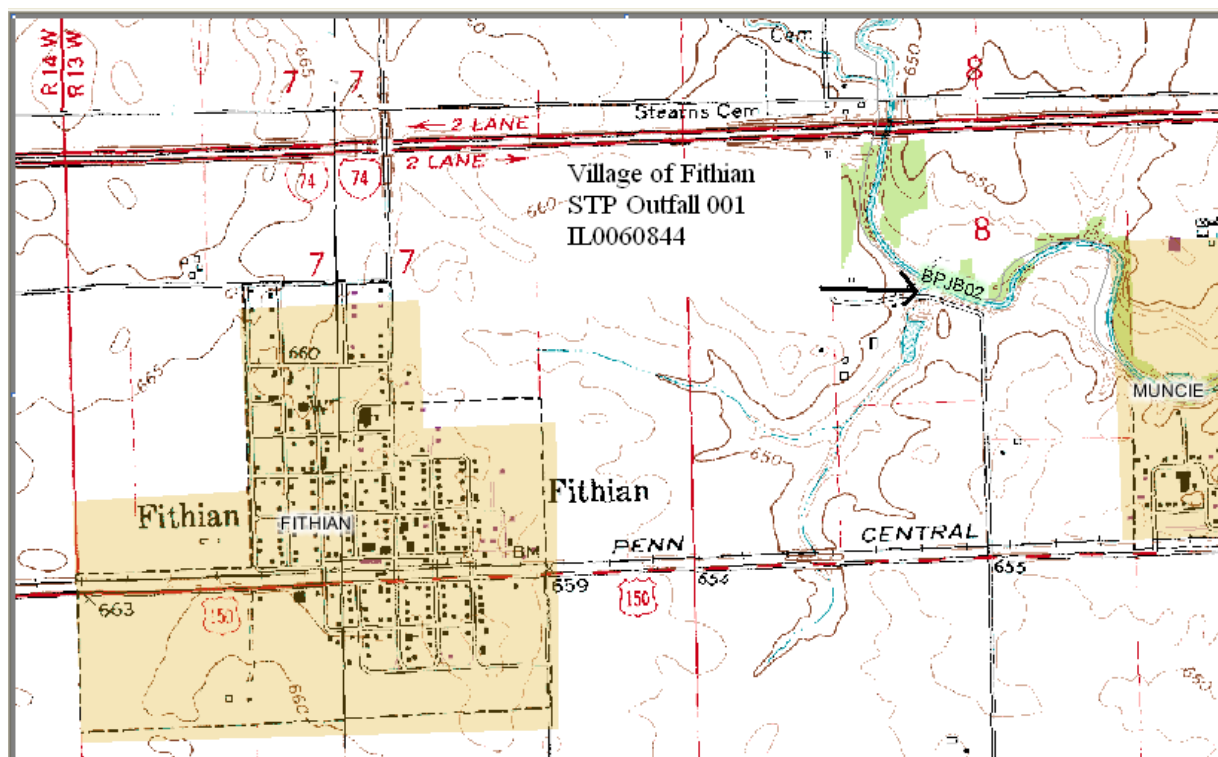 R 14 W
R 13 W
665
7
7
Cem
650
8
2 LANE
Stearns Cem
2 LANE
74
74
660
650
Village of Fithian
STP Outfall 001
IL0060844
8
7
7
BPJB02
660
665
MUNCIE
650
Fithian
Fithian
FITHIAN
PENN
CENTRAL
BM
659
654
655
663
150
150
660